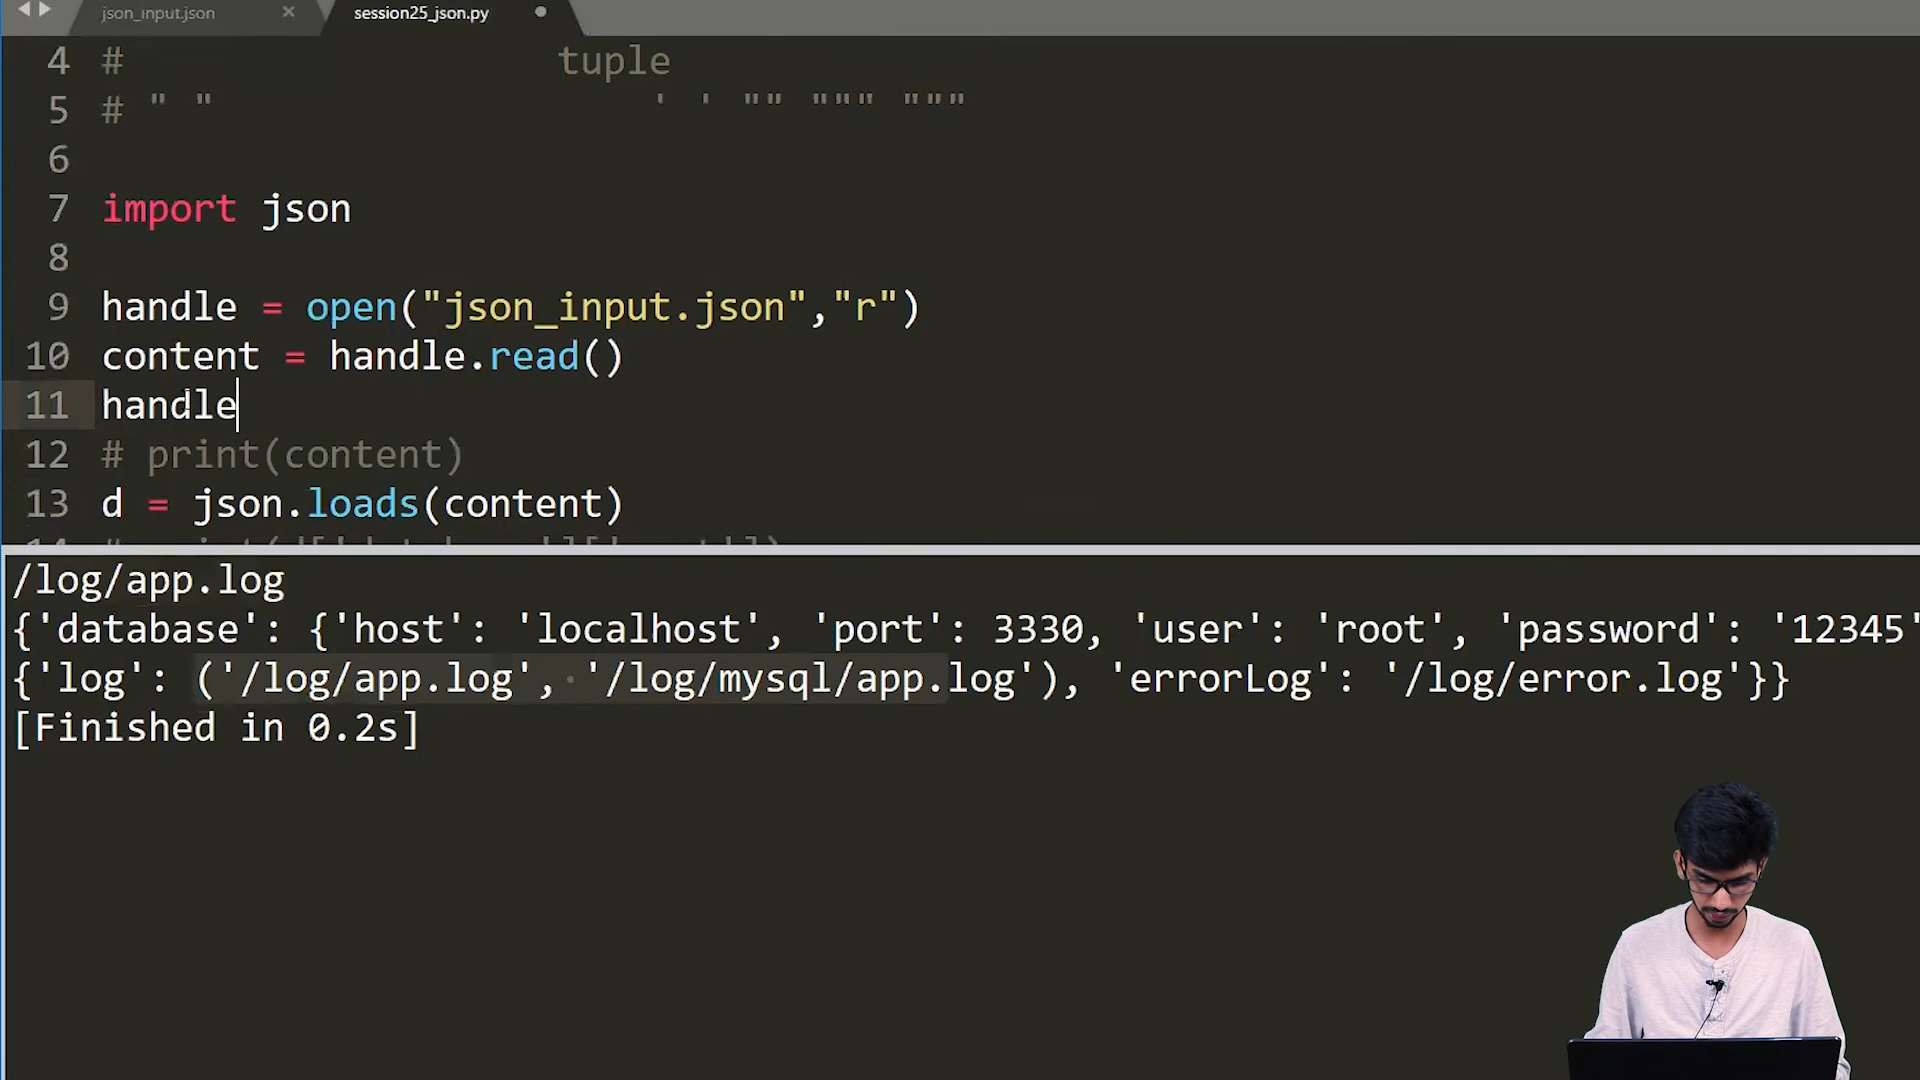 json_input.json × session25_json.py
4 # tuple
5 # " " ' ' "" """ """
6
7 import json
8
9 handle = open("json_input.json","r")
10 content = handle.read()
11 handle
12 # print(content)
13 d = json.loads(content)
/log/app.log
{'database': {'host': 'localhost', 'port': 3330, 'user': 'root', 'password': '12345'
{'log': ('/log/app.log', '/log/mysql/app.log'), 'errorLog': '/log/error.log'}}
[Finished in 0.2s]